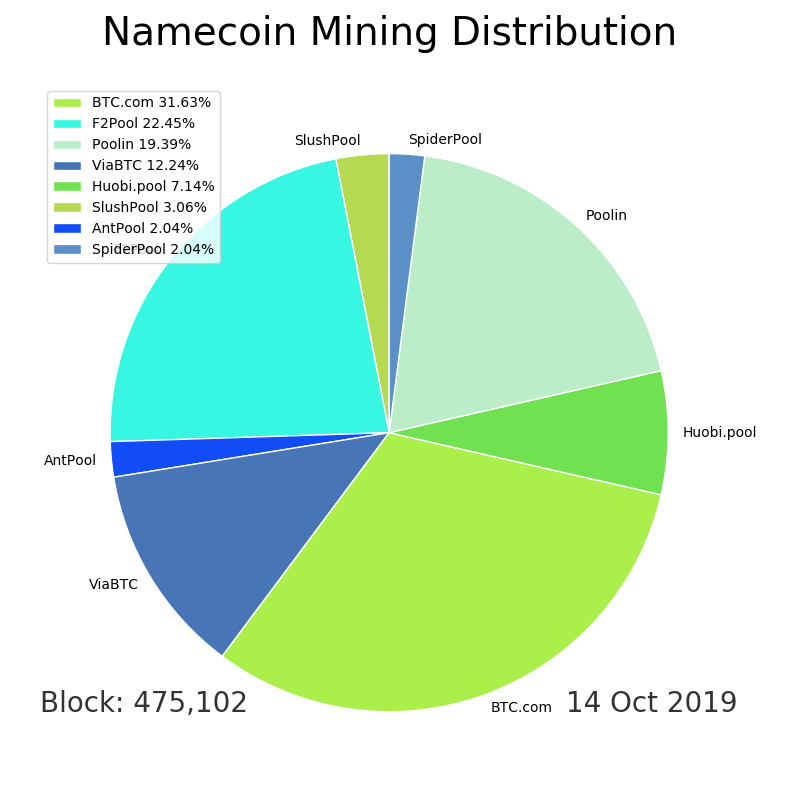 Namecoin Mining Distribution
BTC.com 31.63%
F2Pool 22.45%
Poolin 19.39%
ViaBTC 12.24%
Huobi.pool 7.14%
SlushPool 3.06%
AntPool 2.04%
SpiderPool 2.04%
SlushPool
SpiderPool
Poolin
Huobi.pool
AntPool
ViaBTC
BTC.com
Block: 475,102
14 Oct 2019